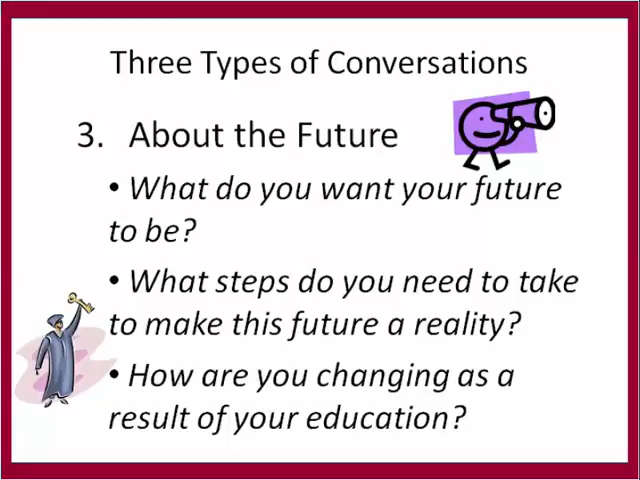 Three Types of Conversations
3. About the Future
• What do you want your future
to be?
• What steps do you need to take
to make this future a reality?
• How are you changing as a
result of your education?